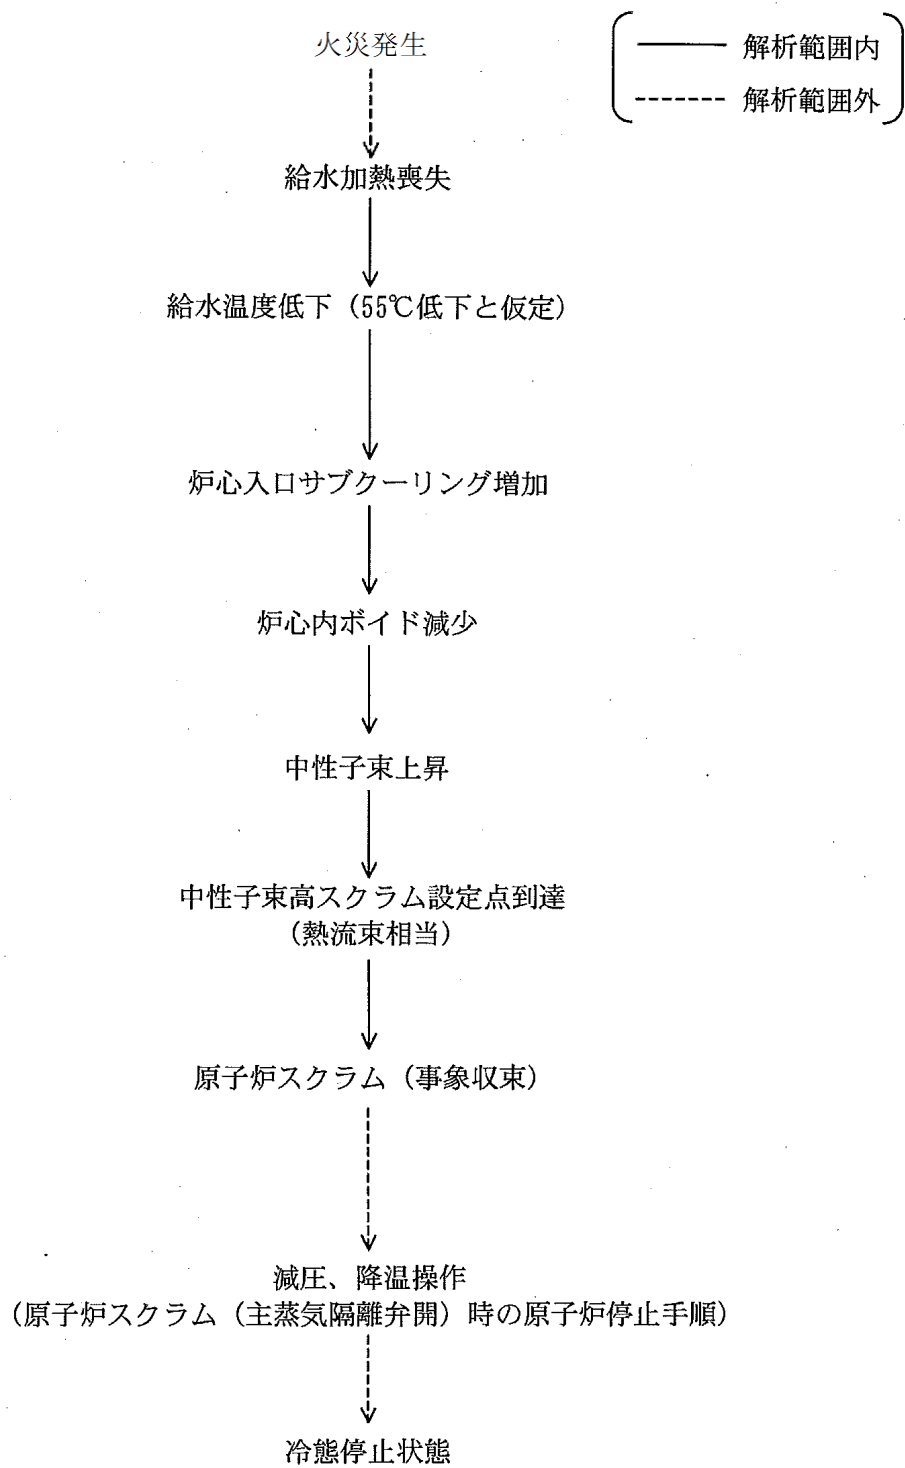 火災発生
解析範囲内
解析範囲外
給水加熱喪失
給水温度低下（55℃低下と仮定）
炉心入口サブクーリング増加
炉心内ボイド減少
中性子束上昇
中性子束高スクラム設定点到達
（熱流束相当）
原子炉スクラム（事象収束）
減圧、降温操作
（原子炉スクラム（主蒸気隔離弁開）時の原子炉停止手順）
冷態停止状態